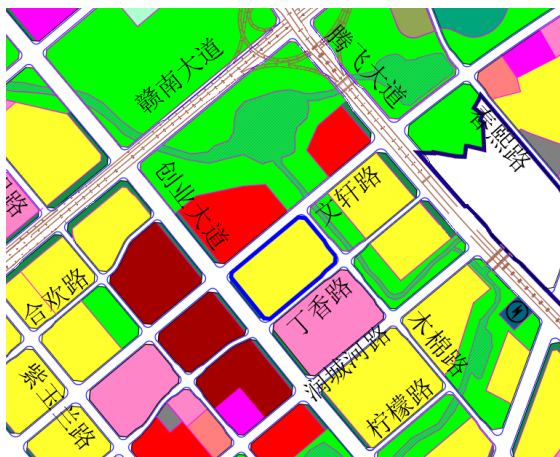 赣南大道
腾飞大道
春熙路
创业大道
文轩路
合欢路
丁香路
木棉路
润城河路
紫玉兰路
柠檬路